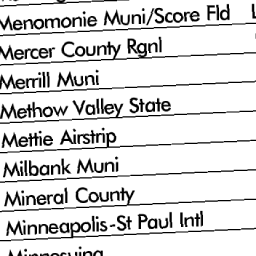 Menomonie Muni/Score Fld
Mercer County Rgnl
Merrill Muni
Methow Valley State
Mettie Airstrip
Milbank Muni
Mineral County
Minneapolis-St Paul Intl